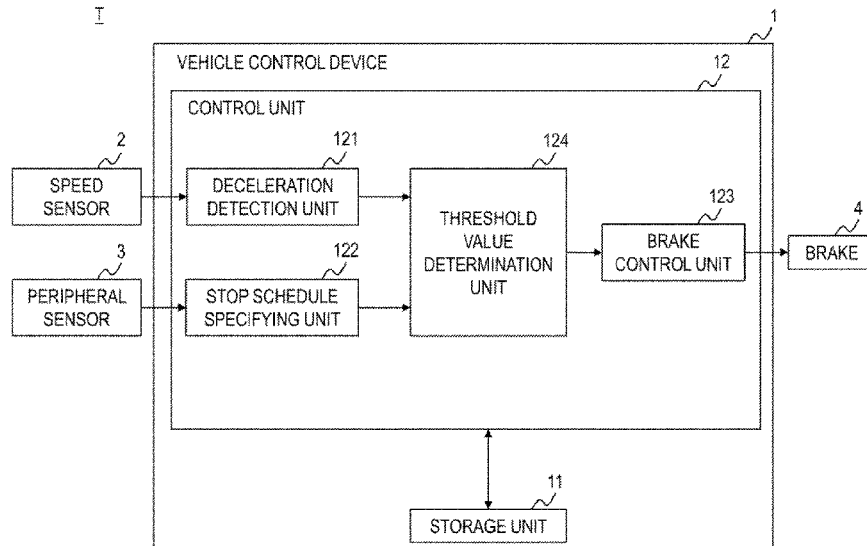 T
1
VEHICLE CONTROL DEVICE
12
CONTROL UNIT
2
SPEED
SENSOR
121
DECELERATION
DETECTION UNIT
124
THRESHOLD
VALUE
DETERMINATION
UNIT
123
BRAKE
CONTROL UNIT
4
BRAKE
3
PERIPHERAL
SENSOR
122
STOP SCHEDULE
SPECIFYING UNIT
11
STORAGE UNIT